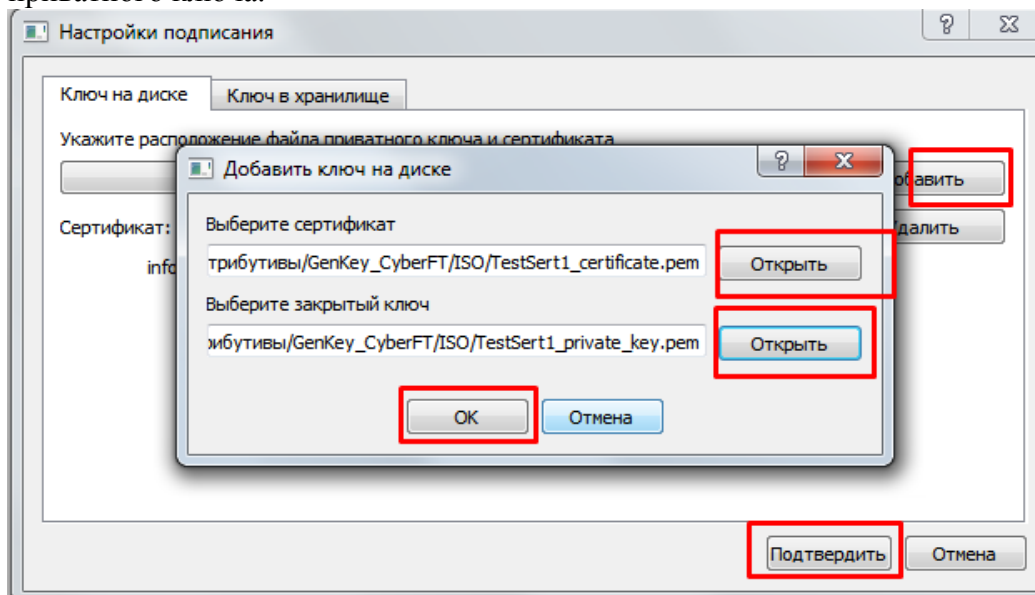 приватного ключа.
Настройки подписания
Ключ на диске Ключ в хранилище
Укажите расположение файла приватного ключа и сертификата
Добавить ключ на диске
обавить
Сертификат:
Выберите сертификат
далить
info
трибутивы/GenKey_CyberFT/ISO/TestSert1_certificate.pem Открыть
Выберите закрытый ключ
рибутивы/GenKey_CyberFT/ISO/TestSert1_private_key.pem Открыть
OK Отмена
Подтвердить Отмена